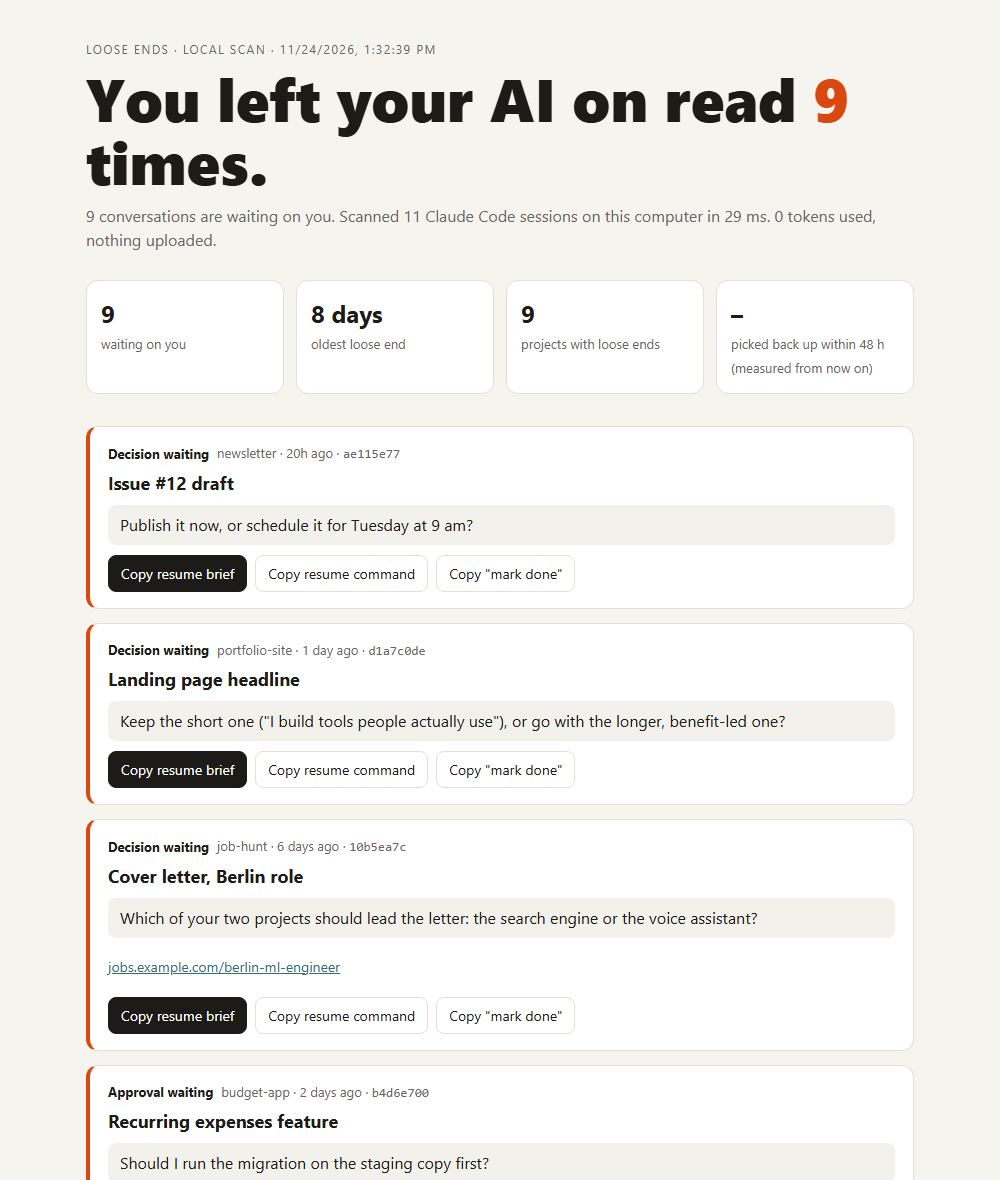 LOOSE ENDS · LOCAL SCAN · 11/24/2026, 1:32:39 PM
You left your AI on read 9
times.
9 conversations are waiting on you. Scanned 11 Claude Code sessions on this computer in 29 ms. 0 tokens used,
nothing uploaded.
9
waiting on you
8 days
oldest loose end
9
projects with loose ends
–
picked back up within 48 h
(measured from now on)
Decision waiting newsletter · 20h ago · ae115e77
Issue #12 draft
Publish it now, or schedule it for Tuesday at 9 am?
Copy resume brief Copy resume command Copy "mark done"
Decision waiting portfolio-site · 1 day ago · d1a7c0de
Landing page headline
Keep the short one ("I build tools people actually use"), or go with the longer, benefit-led one?
Copy resume brief Copy resume command Copy "mark done"
Decision waiting job-hunt · 6 days ago · 10b5ea7c
Cover letter, Berlin role
Which of your two projects should lead the letter: the search engine or the voice assistant?
jobs.example.com/berlin-ml-engineer
Copy resume brief Copy resume command Copy "mark done"
Approval waiting budget-app · 2 days ago · b4d6e700
Recurring expenses feature
Should I run the migration on the staging copy first?